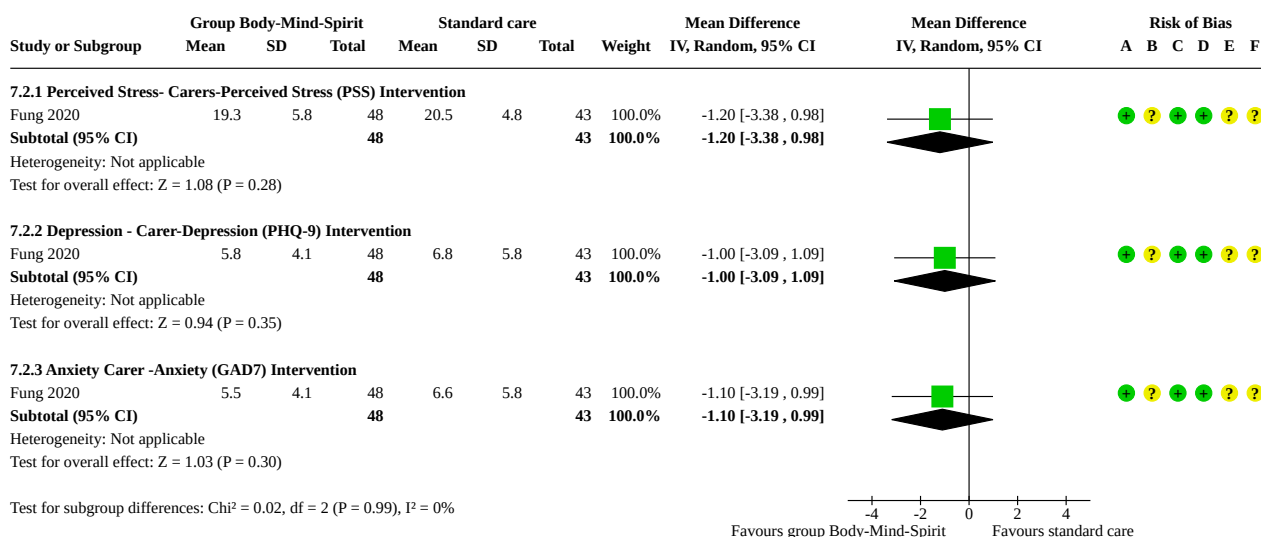 Group Body-Mind-Spirit Standard care Mean Difference Mean Difference Risk of Bias
Study or Subgroup Mean SD Total Mean SD Total Weight IV, Random, 95% CI IV, Random, 95% CI A B C D E F
7.2.1 Perceived Stress- Carers-Perceived Stress (PSS) Intervention
Fung 2020 19.3 5.8 48 20.5 4.8 43 100.0% -1.20 [-3.38 , 0.98] + ? + + ? ?
Subtotal (95% CI) 48 43 100.0% -1.20 [-3.38 , 0.98]
Heterogeneity: Not applicable
Test for overall effect: Z = 1.08 (P = 0.28)
7.2.2 Depression - Carer-Depression (PHQ-9) Intervention
Fung 2020 5.8 4.1 48 6.8 5.8 43 100.0% -1.00 [-3.09 , 1.09] + ? + + ? ?
Subtotal (95% CI) 48 43 100.0% -1.00 [-3.09 , 1.09]
Heterogeneity: Not applicable
Test for overall effect: Z = 0.94 (P = 0.35)
7.2.3 Anxiety Carer -Anxiety (GAD7) Intervention
Fung 2020 5.5 4.1 48 6.6 5.8 43 100.0% -1.10 [-3.19 , 0.99] + ? + + ? ?
Subtotal (95% CI) 48 43 100.0% -1.10 [-3.19 , 0.99]
Heterogeneity: Not applicable
Test for overall effect: Z = 1.03 (P = 0.30)
Test for subgroup differences: Chi² = 0.02, df = 2 (P = 0.99), I² = 0%
-4 -2 0 2 4
Favours group Body-Mind-Spirit Favours standard care